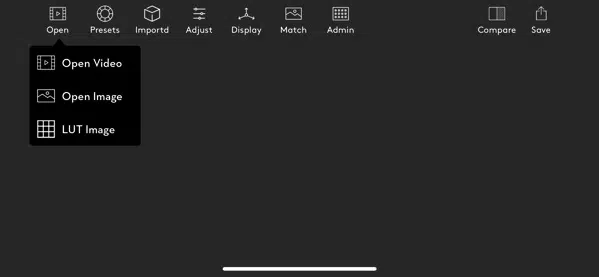 Open Presets Importd Adjust Display Match Admin Compare Save
Open Video
Open Image
LUT Image